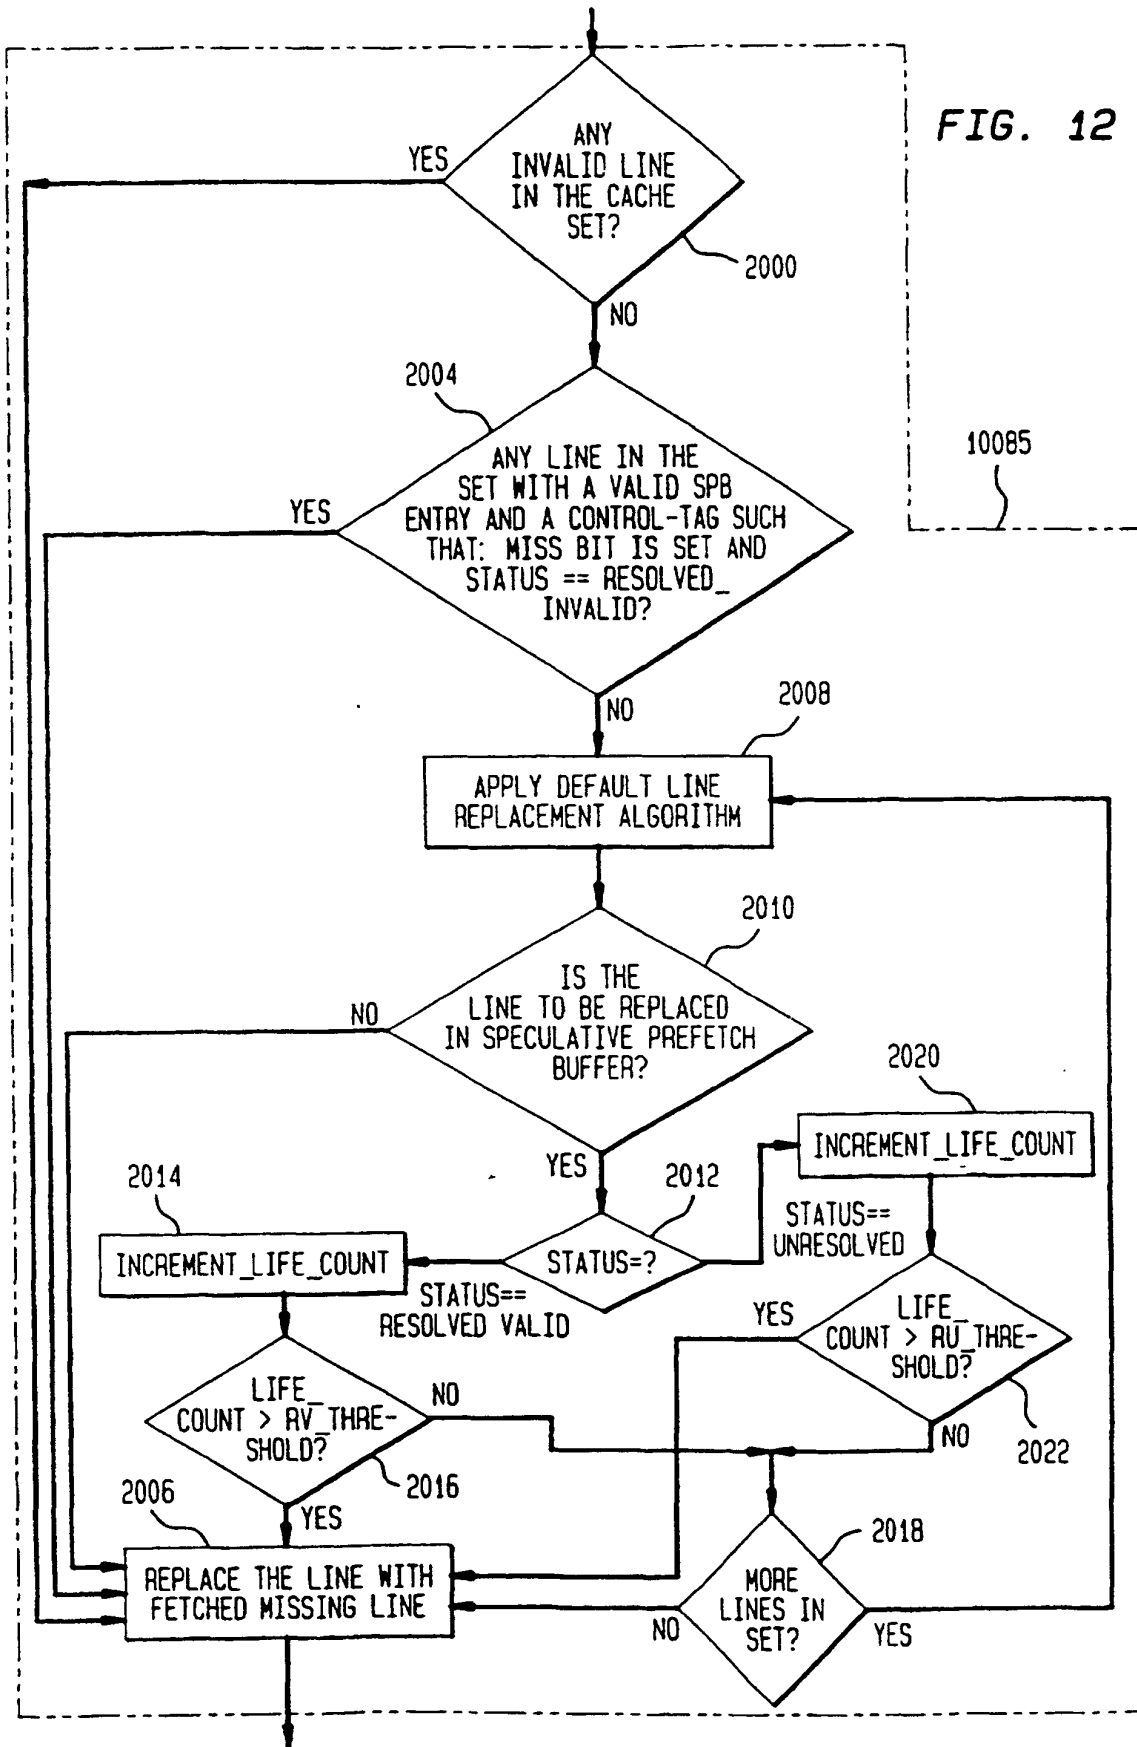 FIG. 12
ANY
INVALID LINE
IN THE CACHE
SET?
YES
2000
NO
2004
10085
ANY LINE IN THE
SET WITH A VALID SPB
ENTRY AND A CONTROL-TAG SUCH
THAT: MISS BIT IS SET AND
STATUS == RESOLVED_
INVALID?
YES
NO
2008
APPLY DEFAULT LINE
REPLACEMENT ALGORITHM
2010
IS THE
LINE TO BE REPLACED
IN SPECULATIVE PREFETCH
BUFFER?
NO
YES
2020
INCREMENT_LIFE_COUNT
2014
2012
INCREMENT_LIFE_COUNT
STATUS=?
STATUS==
UNRESOLVED
STATUS==
RESOLVED VALID
LIFE_
COUNT > RU_THRE-
SHOLD?
YES
NO
2022
LIFE_
COUNT > RV_THRE-
SHOLD?
NO
2016
YES
2006
REPLACE THE LINE WITH
FETCHED MISSING LINE
2018
MORE
LINES IN
SET?
NO
YES